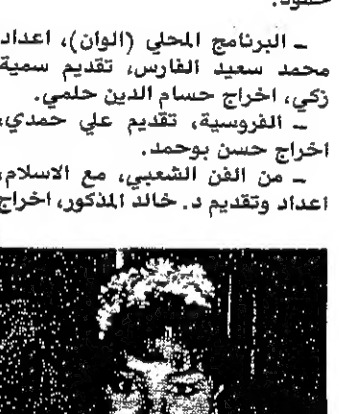 حمود.
ـ البرنامج المحلي (الوان)، اعداد
محمد سعيد الفارس، تقديم سمية
زكي، اخراج حسام الدين حلمي.
ـ الفروسية، تقديم علي حمدي،
اخراج حسن بوحمد.
ـ من الفن الشعبي، مع الاسلام،
اعداد وتقديم د. خالد المذكور، اخراج